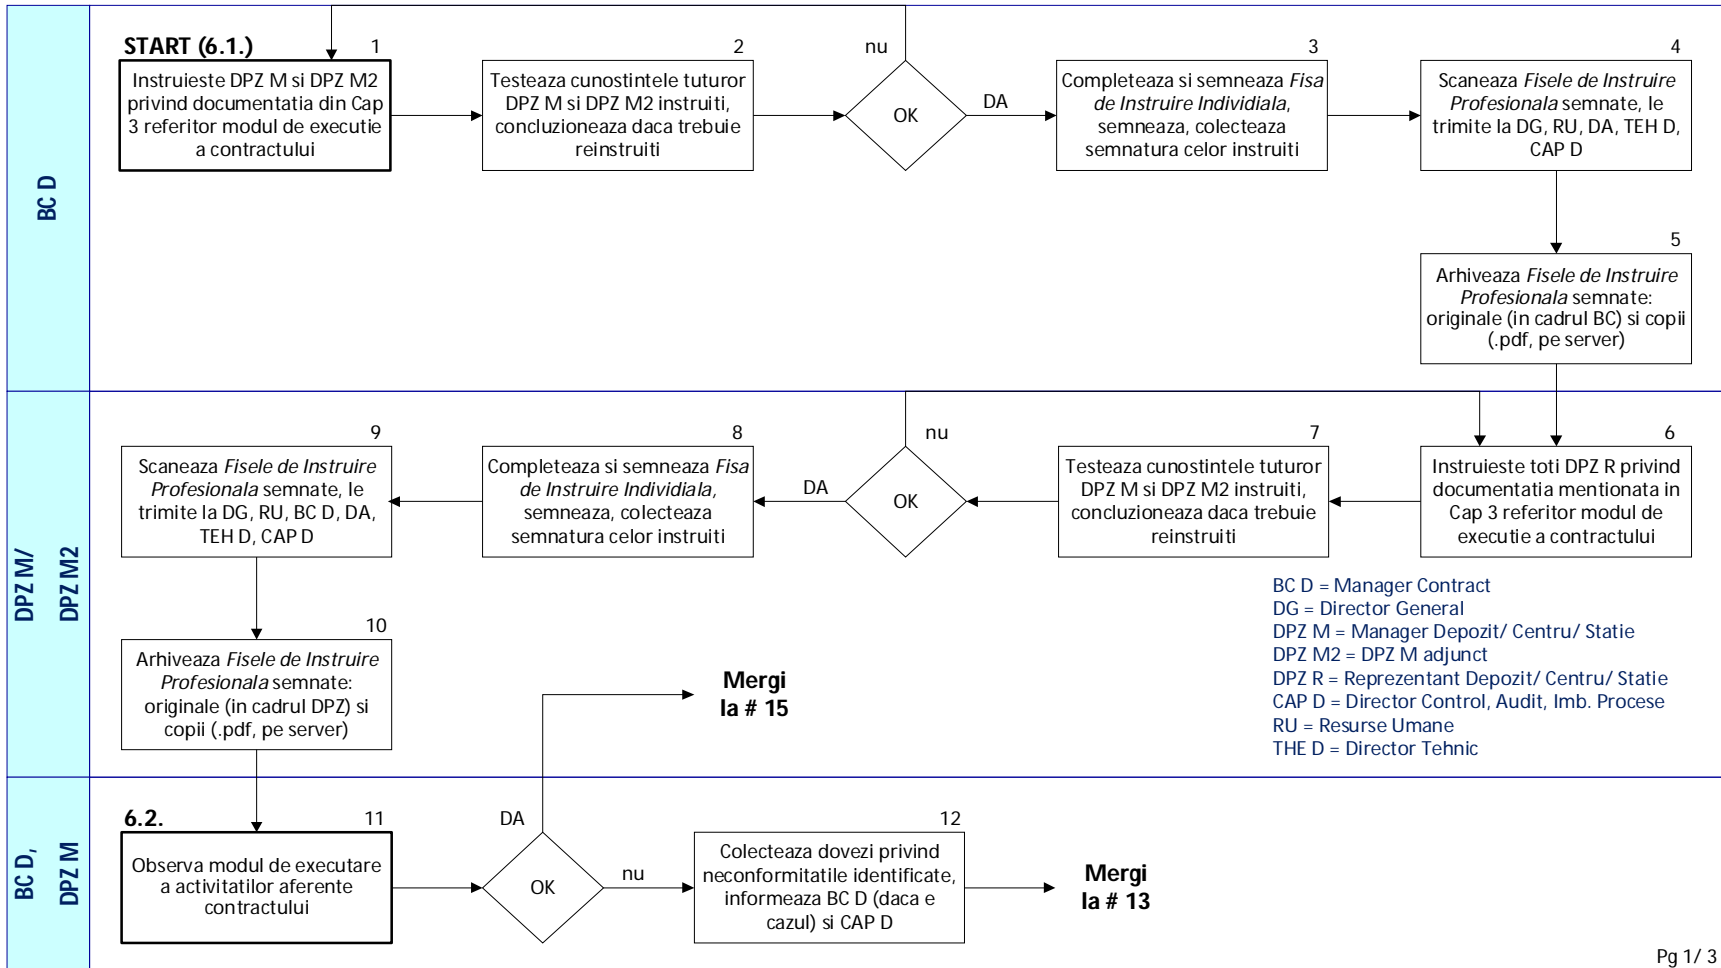 BC D
START (6.1.)
1
Instruieste DPZ M si DPZ M2
privind documentatia din Cap
3 referitor modul de executie
a contractului
2
Testeaza cunostintele tuturor
DPZ M si DPZ M2 instruiti,
concluzioneaza daca trebuie
reinstruiti
nu
OK
DA
3
Completeaza si semneaza Fisa
de Instruire Individiala,
semneaza, colecteaza
semnatura celor instruiti
4
Scaneaza Fisele de Instruire
Profesionala semnate, le
trimite la DG, RU, DA, TEH D,
CAP D
5
Arhiveaza Fisele de Instruire
Profesionala semnate:
originale (in cadrul BC) si copii
(.pdf, pe server)
DPZ M/
DPZ M2
6
Instruieste toti DPZ R privind
documentatia mentionata in
Cap 3 referitor modul de
executie a contractului
7
Testeaza cunostintele tuturor
DPZ M si DPZ M2 instruiti,
concluzioneaza daca trebuie
reinstruiti
nu
OK
DA
8
Completeaza si semneaza Fisa
de Instruire Individiala,
semneaza, colecteaza
semnatura celor instruiti
9
Scaneaza Fisele de Instruire
Profesionala semnate, le
trimite la DG, RU, BC D, DA,
TEH D, CAP D
10
Arhiveaza Fisele de Instruire
Profesionala semnate:
originale (in cadrul DPZ) si
copii (.pdf, pe server)
Mergi
la # 15
BC D = Manager Contract
DG = Director General
DPZ M = Manager Depozit/ Centru/ Statie
DPZ M2 = DPZ M adjunct
DPZ R = Reprezentant Depozit/ Centru/ Statie
CAP D = Director Control, Audit, Imb. Procese
RU = Resurse Umane
THE D = Director Tehnic
BC D,
DPZ M
6.2.
11
Observa modul de executare
a activitatilor aferente
contractului
DA
OK
nu
12
Colecteaza dovezi privind
neconformitatile identificate,
informeaza BC D (daca e
cazul) si CAP D
Mergi
la # 13
Pg 1/ 3